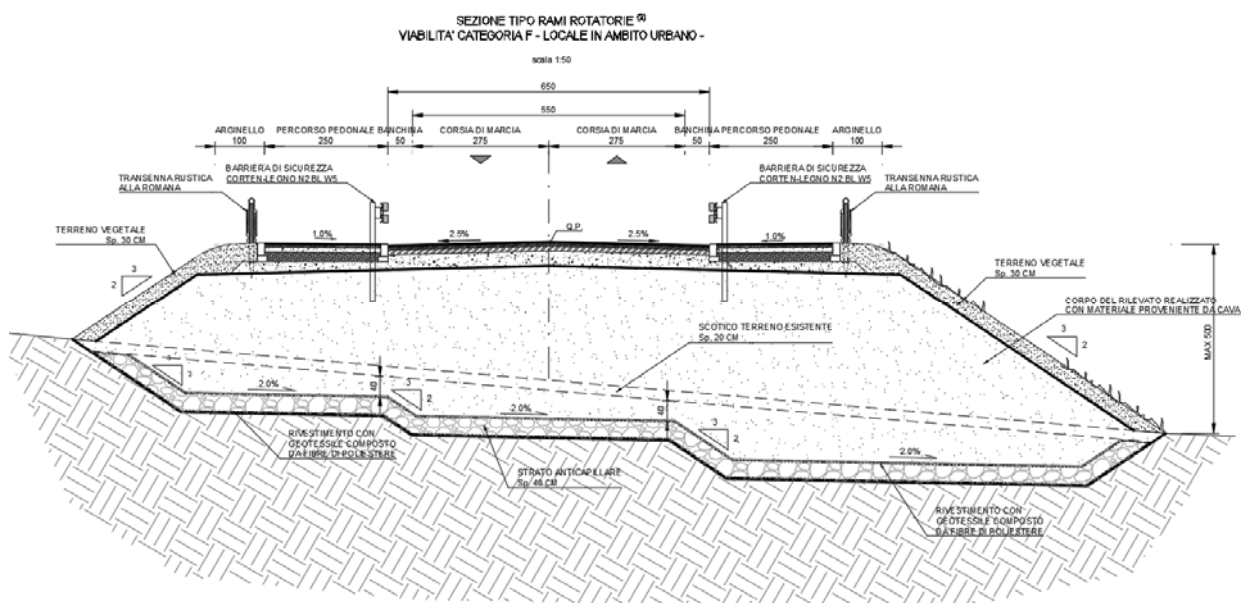 SEZIONE TIPO RAMI ROTATORIE
VIABILITA' CATEGORIA F - LOCALE IN AMBITO URBANO -
scala 1:50
650
550
ARGINELLO PERCORSO PEDONALE BANCHINA CORSIA DI MARCIA CORSIA DI MARCIA BANCHINA PERCORSO PEDONALE ARGINELLO
100 250 50 275 275 50 250 100
BARRIERA DI SICUREZZA
CORTEN-LEGNO N2 BL W5
BARRIERA DI SICUREZZA
CORTEN-LEGNO N2 BL W5
TRANSENNA RUSTICA
ALLA ROMANA
TRANSENNA RUSTICA
ALLA ROMANA
TERRENO VEGETALE
Sp. 30 CM
1.0% 2.5% Q.P. 2.5% 1.0%
TERRENO VEGETALE
Sp. 30 CM
3
2
CORPO DEL RILEVATO REALIZZATO
CON MATERIALE PROVENIENTE DA CAVA
MAX 500
SCOTICO TERRENO ESISTENTE
Sp. 20 CM
3
2
2.0%
40
3
2
2.0%
40
3
2
2.0%
RIVESTIMENTO CON
GEOTESSILE COMPOSTO
DA FIBRE DI POLIESTERE
STRATO ANTICAPILLARE
Sp. 40 CM
RIVESTIMENTO CON
GEOTESSILE COMPOSTO
DA FIBRE DI POLIESTERE